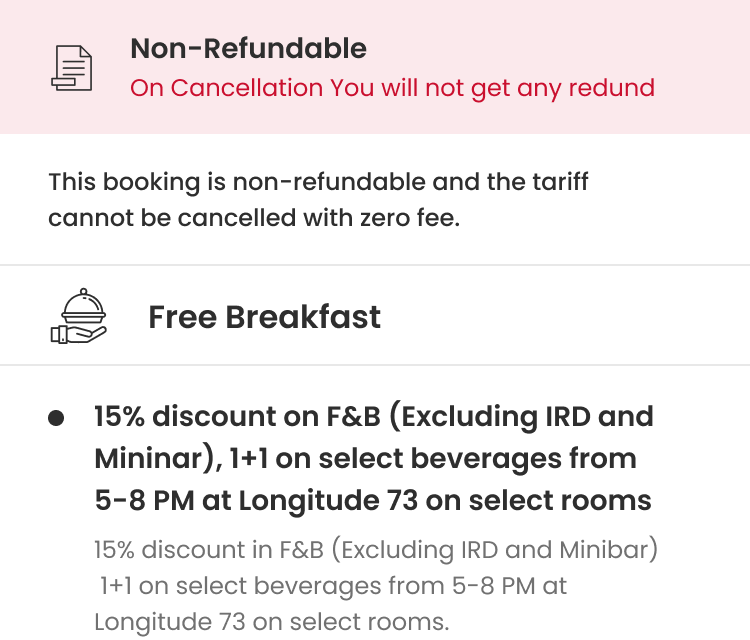 Non-Refundable
On Cancellation You will not get any redund
This booking is non-refundable and the tariff
cannot be cancelled with zero fee.
Free Breakfast
15% discount on F&B (Excluding IRD and
Mininar), 1+1 on select beverages from
5-8 PM at Longitude 73 on select rooms
15% discount in F&B (Excluding IRD and Minibar)
1+1 on select beverages from 5-8 PM at
Longitude 73 on select rooms.